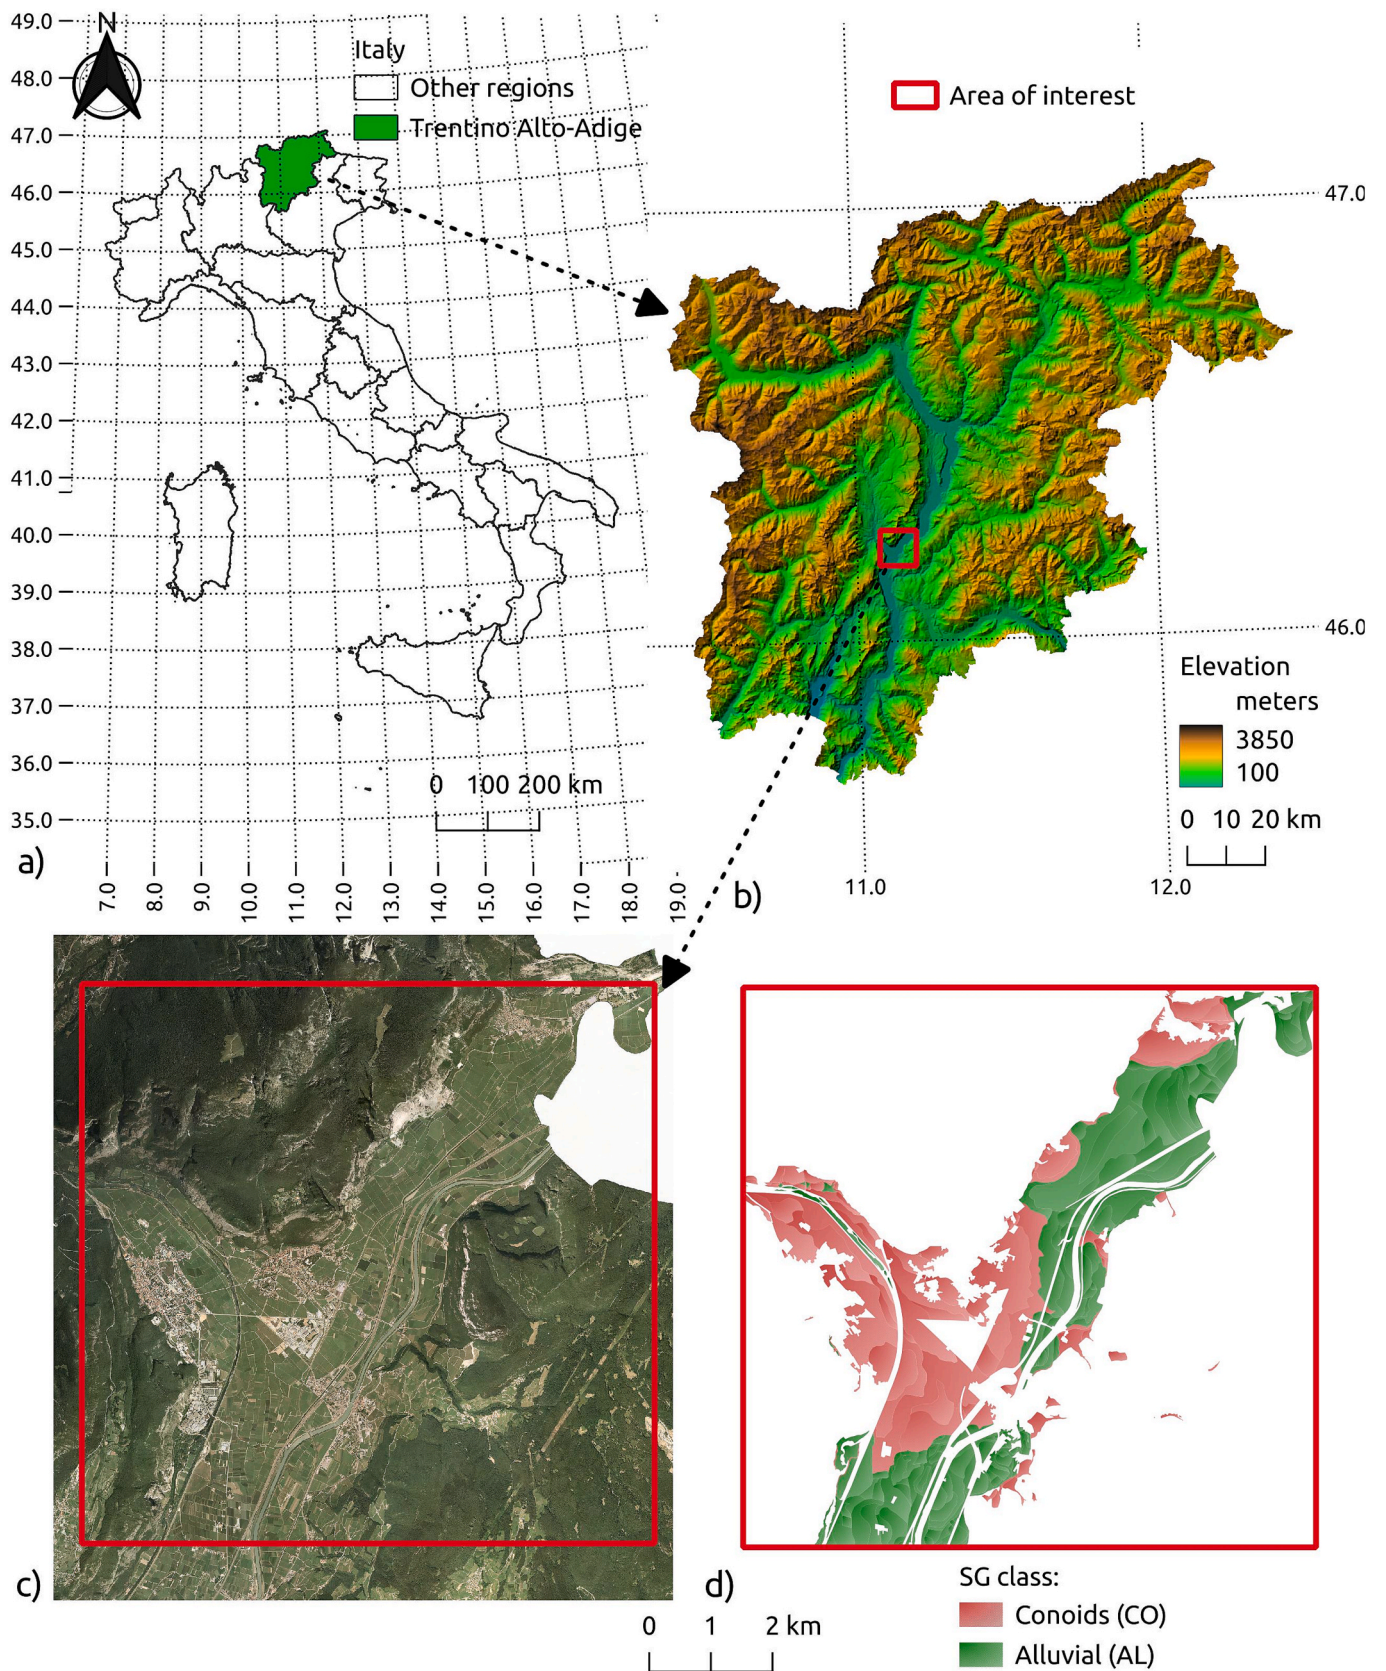 49.0
48.0
47.0
46.0
45.0
44.0
43.0
42.0
41.0
40.0
39.0
38.0
37.0
36.0
35.0
N
Italy
Other regions
Trentino Alto-Adige
0 100 200 km
a)
7.0 8.0 9.0 10.0 11.0 12.0 13.0 14.0 15.0 16.0 17.0 18.0 19.0
Area of interest
47.0
46.0
Elevation
meters
3850
100
0 10 20 km
11.0 12.0
b)
c)
d)
0 1 2 km
SG class:
Conoids (CO)
Alluvial (AL)